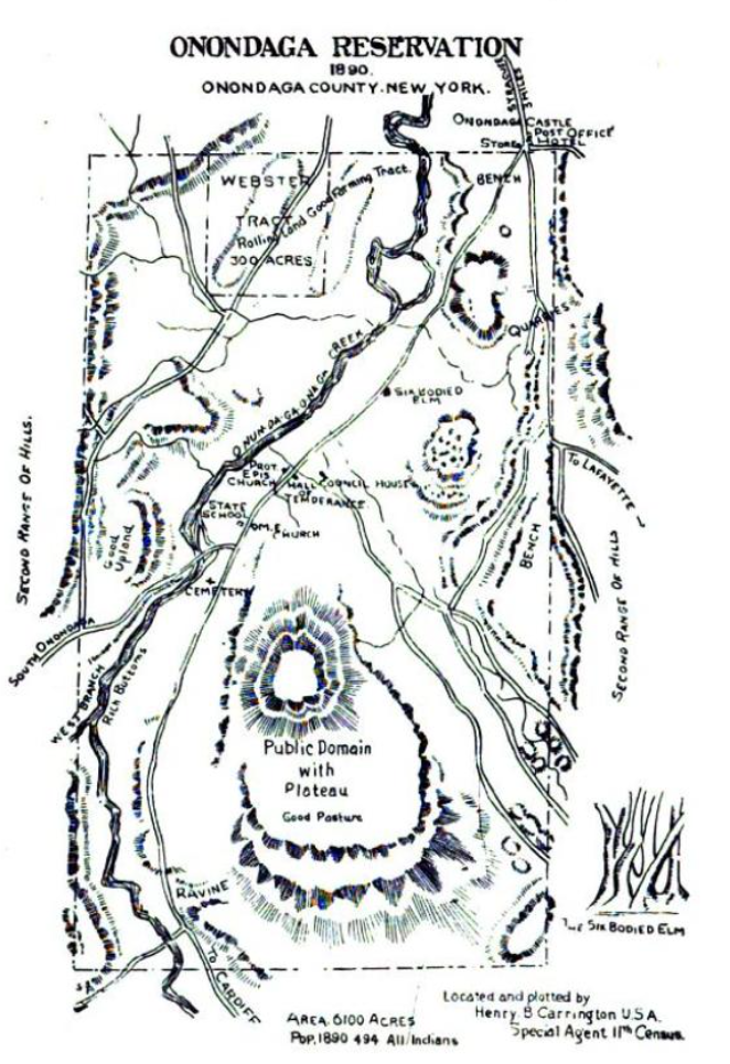 ONONDAGA RESERVATION
1890.
ONONDAGA COUNTY. NEW YORK.
SYRACUSE
5 MILES
ONONDAGA CASTLE
POST OFFICE
STORE
HOTEL
WEBSTER
TRACT
Rolling Land Good Farming Tract.
300 ACRES
BENCH
QUARRIES
ONUNDAGAONAGA CREEK
SIX BODIED
ELM
TO LAFAYETTE
PROT.
EPIS
CHURCH
HALL
OF
TEMPERANCE
COUNCIL HOUSE
STATE
SCHOOL
M.E.
CHURCH
Good
Upland
BENCH
SECOND RANGE OF HILLS.
SECOND RANGE OF HILLS
CEMETERY
SOUTH ONONDAGA
WEST BRANCH
Rich Bottoms
Public Domain
with
Plateau
Good Pasture
RAVINE
TO CARDIFF
THE SIX BODIED ELM
AREA. 6100 ACRES
POP. 1890 494 All Indians
Located and plotted by
Henry. B Carrington U.S.A.
Special Agent 11th Census.